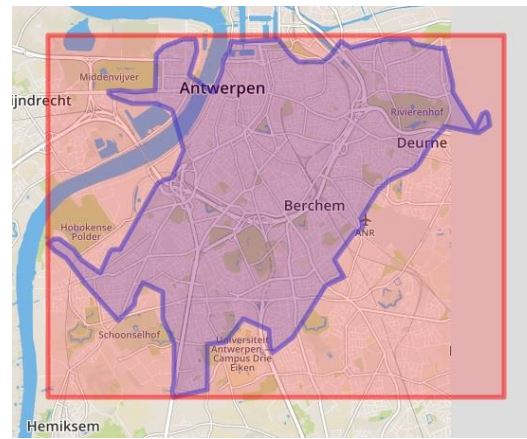 Middenvijver
ijndrecht
Antwerpen
Rivierenhof
Deurne
Berchem
Hobokense
Polder
ANR
Schoonselhof
Universiteit
Antwerpen -
Campus Drie
Eiken
Hemiksem